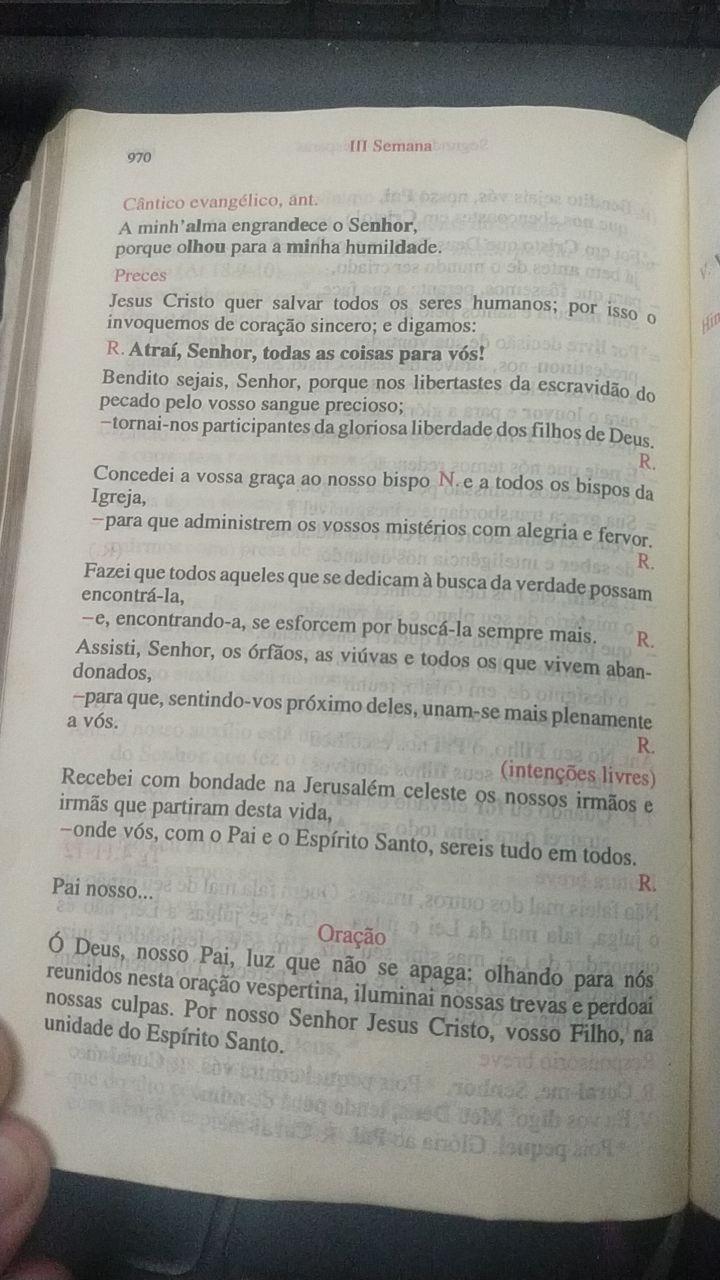 970
III Semana
Cântico evangélico, ant.
A minh'alma engrandece o Senhor,
porque olhou para a minha humildade.
Preces
Jesus Cristo quer salvar todos os seres humanos; por isso o
invoquemos de coração sincero; e digamos:
R. Atraí, Senhor, todas as coisas para vós!
Bendito sejais, Senhor, porque nos libertastes da escravidão do
pecado pelo vosso sangue precioso;
–tornai-nos participantes da gloriosa liberdade dos filhos de Deus.
R.
Concedei a vossa graça ao nosso bispo N. e a todos os bispos da
Igreja,
–para que administrem os vossos mistérios com alegria e fervor.
R.
Fazei que todos aqueles que se dedicam à busca da verdade possam
encontrá-la,
–e, encontrando-a, se esforcem por buscá-la sempre mais. R.
Assisti, Senhor, os órfãos, as viúvas e todos os que vivem aban-
donados,
–para que, sentindo-vos próximo deles, unam-se mais plenamente
a vós. R.
(intenções livres)
Recebei com bondade na Jerusalém celeste os nossos irmãos e
irmãs que partiram desta vida,
–onde vós, com o Pai e o Espírito Santo, sereis tudo em todos.
R.
Pai nosso...
Oração
Ó Deus, nosso Pai, luz que não se apaga: olhando para nós
reunidos nesta oração vespertina, iluminai nossas trevas e perdoai
nossas culpas. Por nosso Senhor Jesus Cristo, vosso Filho, na
unidade do Espírito Santo.